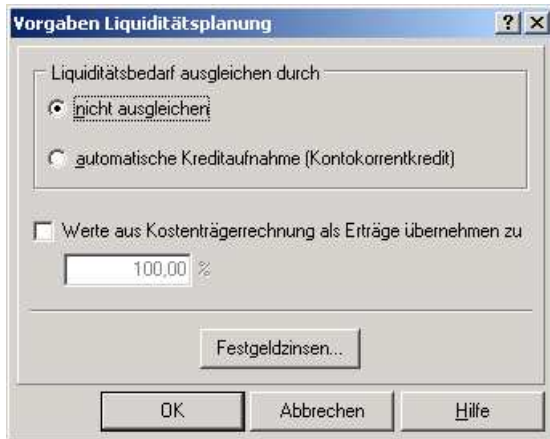 Vorgaben Liquiditätsplanung
Liquiditätsbedarf ausgleichen durch
nicht ausgleichen
automatische Kreditaufnahme (Kontokorrentkredit)
Werte aus Kostenträgerrechnung als Erträge übernehmen zu
100,00 %
Festgeldzinsen...
OK Abbrechen Hilfe